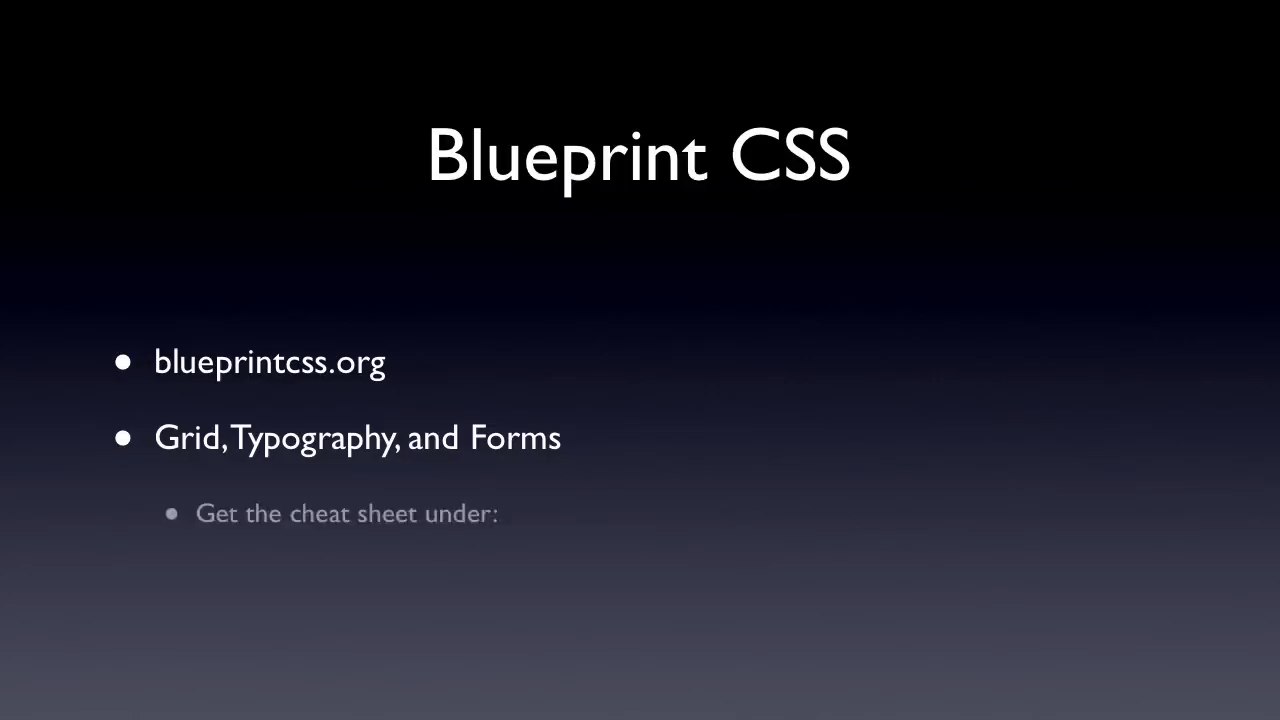 Blueprint CSS
• blueprintcss.org
• Grid, Typography, and Forms
• Get the cheat sheet under: